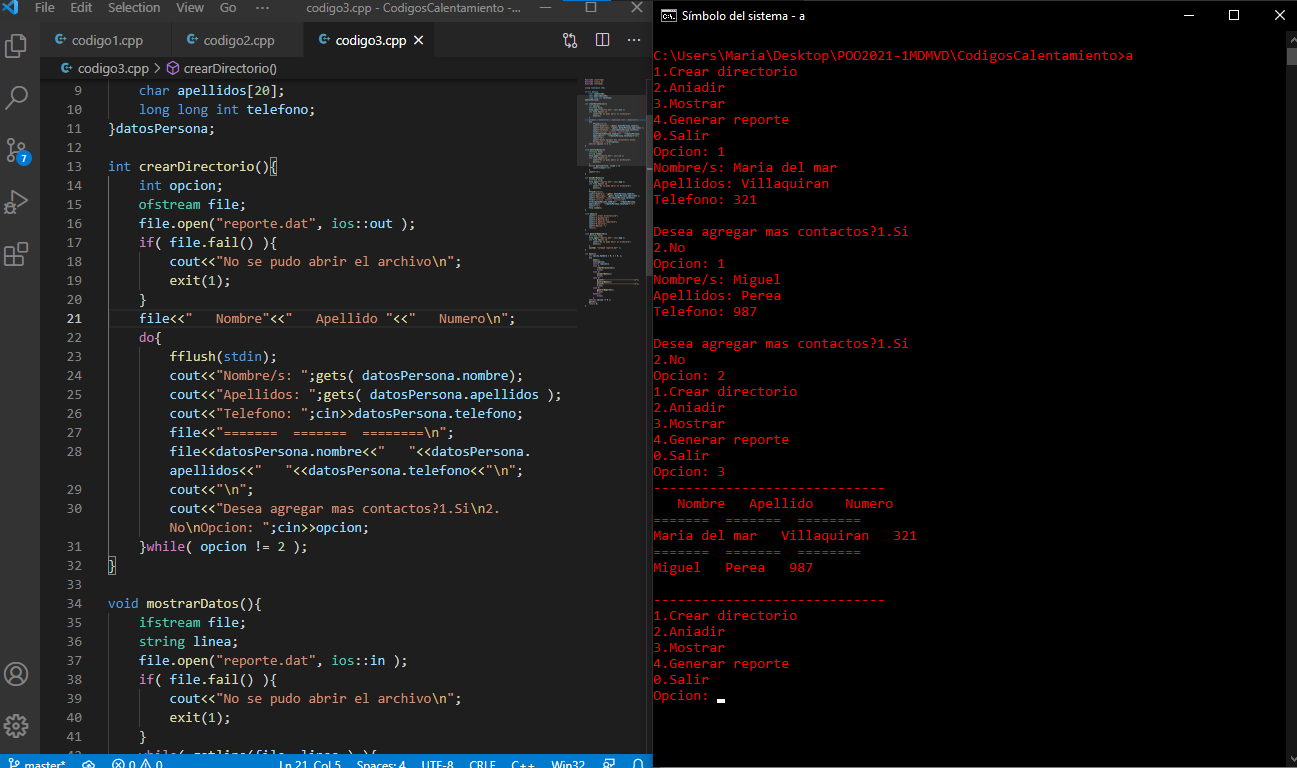 File Edit Selection View Go ··· codigo3.cpp - CodigosCalentamiento -...
codigo1.cpp codigo2.cpp codigo3.cpp
codigo3.cpp > crearDirectorio()
9 char apellidos[20];
10 long long int telefono;
11 }datosPersona;
12
13 int crearDirectorio(){
14 int opcion;
15 ofstream file;
16 file.open("reporte.dat", ios::out );
17 if( file.fail() ){
18 cout<<"No se pudo abrir el archivo\n";
19 exit(1);
20 }
21 file<<"   Nombre"<<"   Apellido "<<"   Numero\n";
22 do{
23 fflush(stdin);
24 cout<<"Nombre/s: ";gets( datosPersona.nombre);
25 cout<<"Apellidos: ";gets( datosPersona.apellidos );
26 cout<<"Telefono: ";cin>>datosPersona.telefono;
27 file<<"=======  =======  ========\n";
28 file<<datosPersona.nombre<<"   "<<datosPersona.
apellidos<<"   "<<datosPersona.telefono<<"\n";
29 cout<<"\n";
30 cout<<"Desea agregar mas contactos?1.Si\n2.
No\nOpcion: ";cin>>opcion;
31 }while( opcion != 2 );
32 }
33
34 void mostrarDatos(){
35 ifstream file;
36 string linea;
37 file.open("reporte.dat", ios::in );
38 if( file.fail() ){
39 cout<<"No se pudo abrir el archivo\n";
40 exit(1);
41 }
7
master* 0 0 Ln 21, Col 5 Spaces: 4 UTF-8 CRLF C++ Win32
Símbolo del sistema - a
C:\Users\Maria\Desktop\POO2021-1MDMVD\CodigosCalentamiento>a
1.Crear directorio
2.Aniadir
3.Mostrar
4.Generar reporte
0.Salir
Opcion: 1
Nombre/s: Maria del mar
Apellidos: Villaquiran
Telefono: 321

Desea agregar mas contactos?1.Si
2.No
Opcion: 1
Nombre/s: Miguel
Apellidos: Perea
Telefono: 987

Desea agregar mas contactos?1.Si
2.No
Opcion: 2
1.Crear directorio
2.Aniadir
3.Mostrar
4.Generar reporte
0.Salir
Opcion: 3
-----------------------------
   Nombre   Apellido    Numero
=======  =======  ========
Maria del mar   Villaquiran   321
=======  =======  ========
Miguel   Perea   987

-----------------------------
1.Crear directorio
2.Aniadir
3.Mostrar
4.Generar reporte
0.Salir
Opcion: